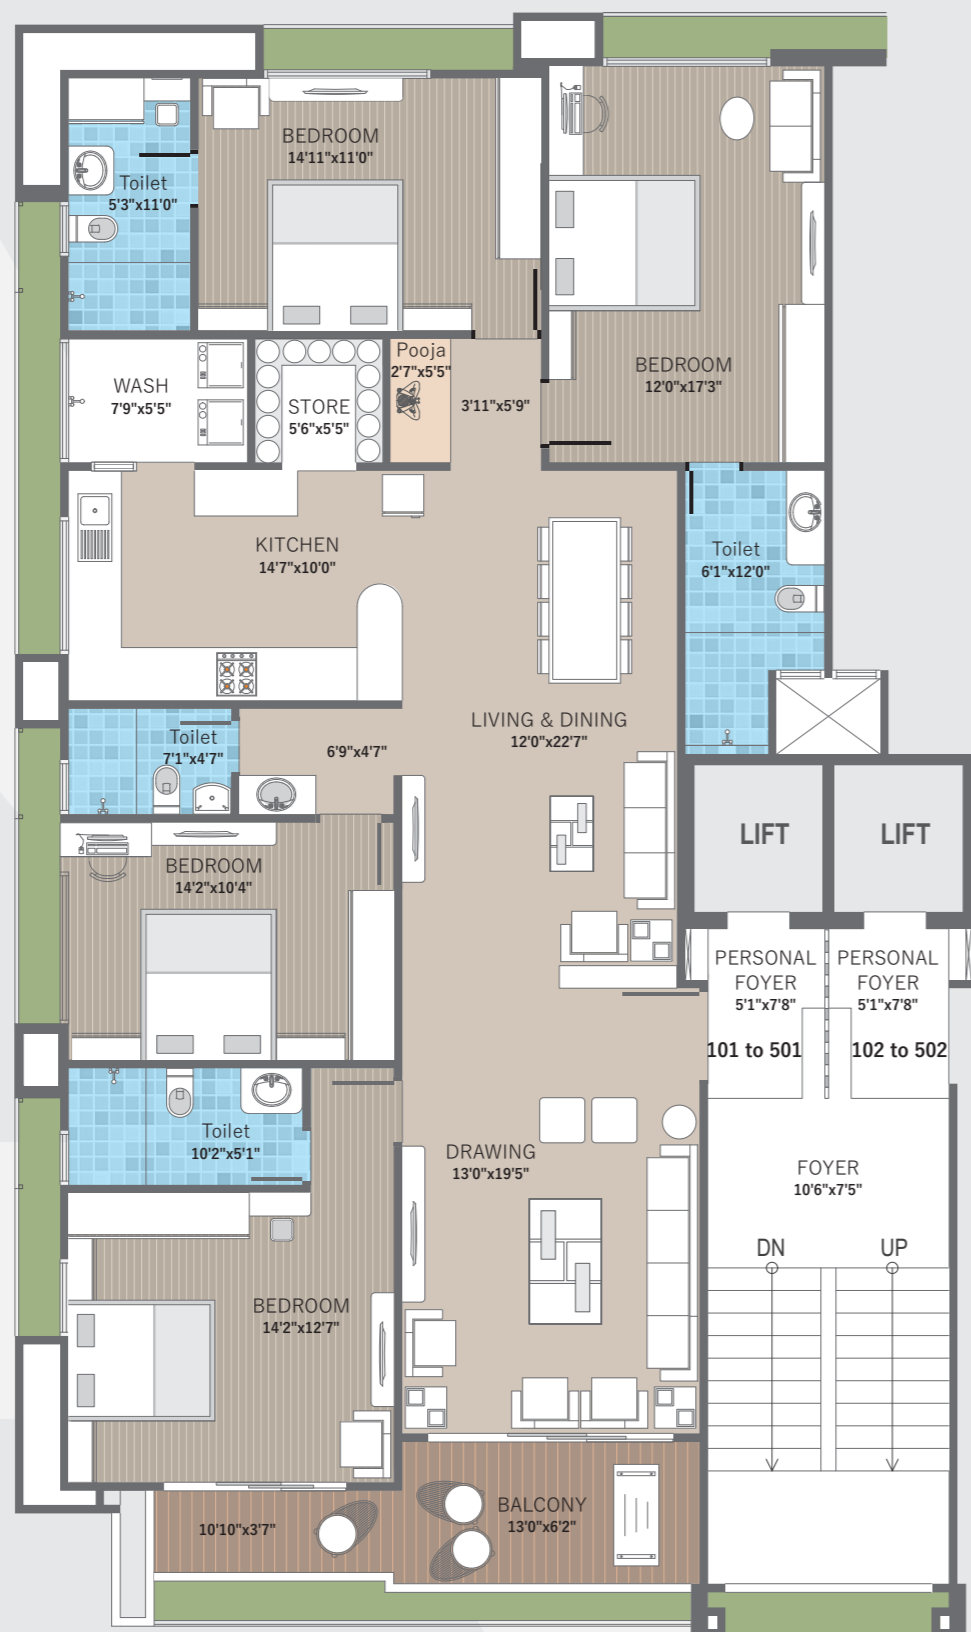 BEDROOM
14'11"x11'0"
Toilet
5'3"x11'0"
BEDROOM
12'0"x17'3"
WASH
7'9"x5'5"
STORE
5'6"x5'5"
Pooja
2'7"x5'5"
3'11"x5'9"
KITCHEN
14'7"x10'0"
Toilet
6'1"x12'0"
LIVING & DINING
12'0"x22'7"
Toilet
7'1"x4'7"
6'9"x4'7"
LIFT
LIFT
BEDROOM
14'2"x10'4"
PERSONAL
FOYER
5'1"x7'8"
PERSONAL
FOYER
5'1"x7'8"
101 to 501
102 to 502
Toilet
10'2"x5'1"
DRAWING
13'0"x19'5"
FOYER
10'6"x7'5"
DN
UP
BEDROOM
14'2"x12'7"
BALCONY
13'0"x6'2"
10'10"x3'7"